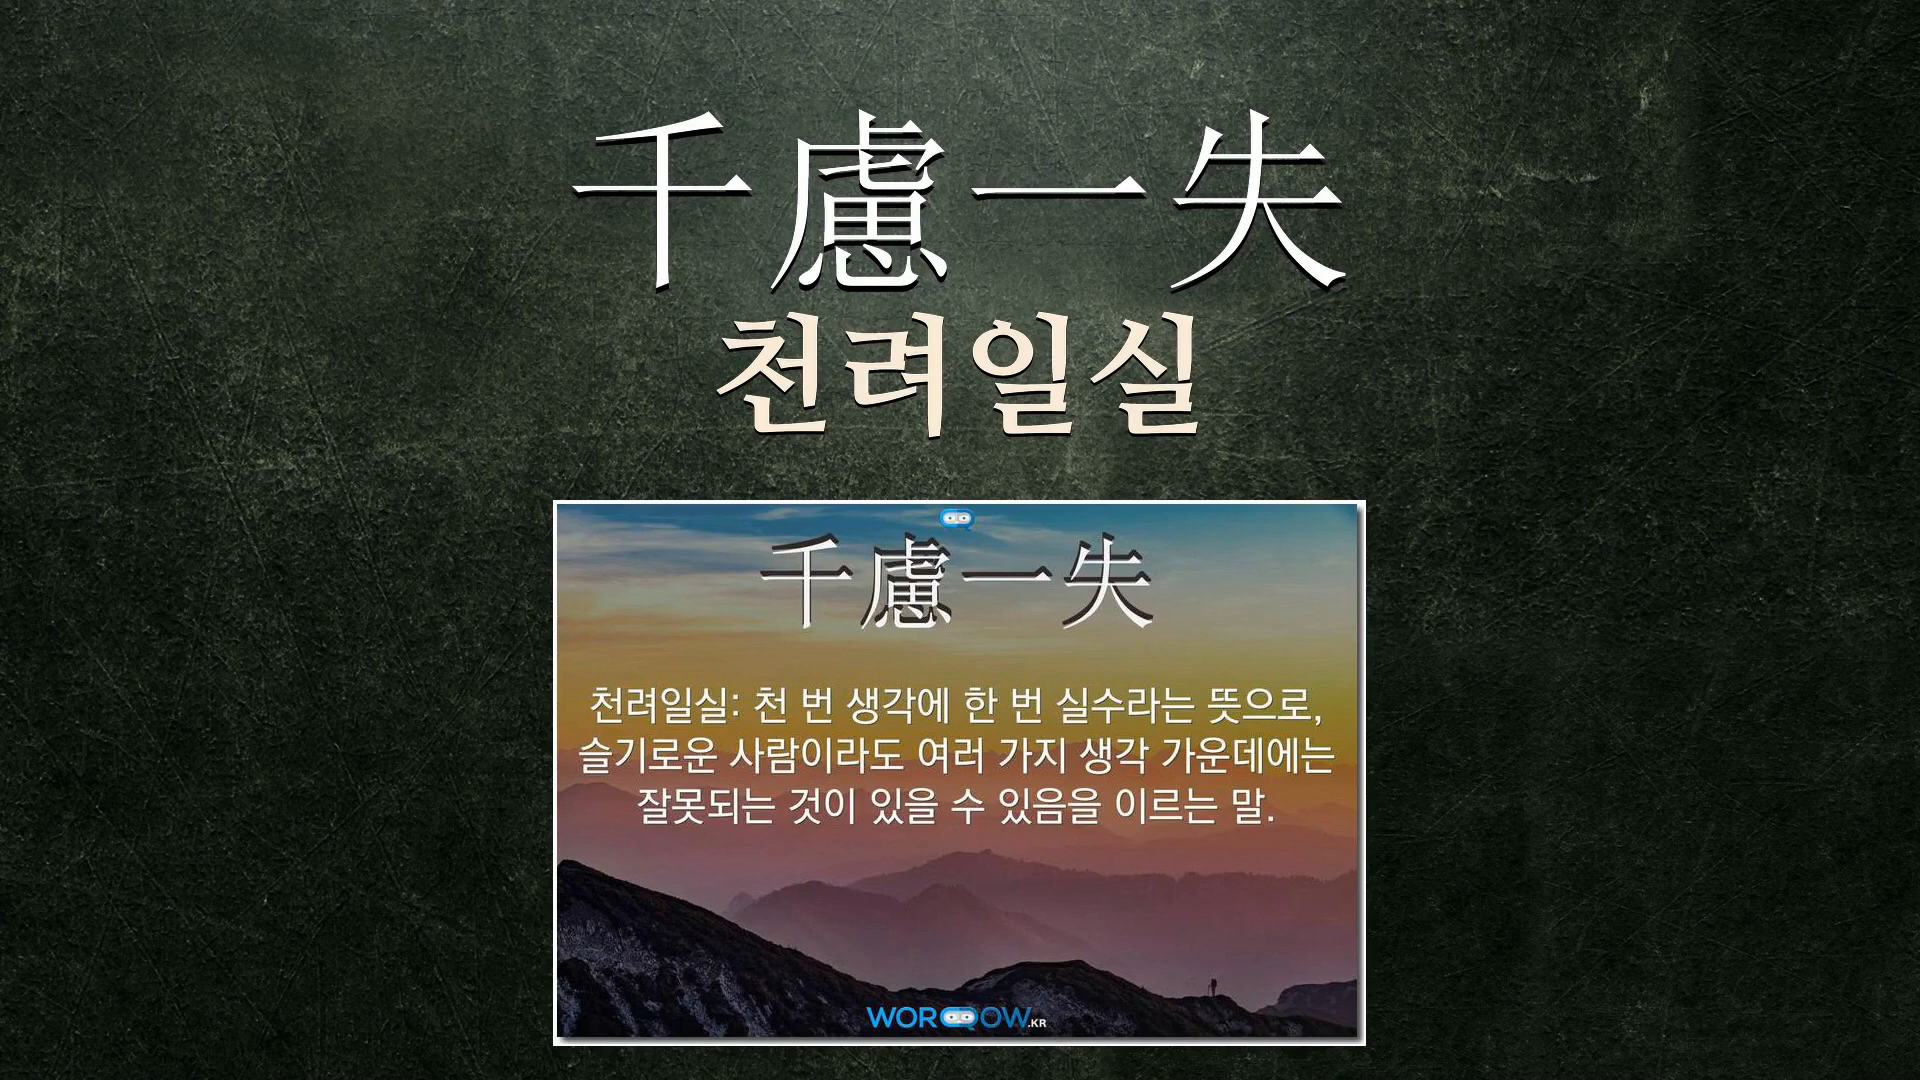 千慮一失
천려일실
千慮一失
천려일실: 천 번 생각에 한 번 실수라는 뜻으로,
슬기로운 사람이라도 여러 가지 생각 가운데에는
잘못되는 것이 있을 수 있음을 이르는 말.
WORDROW.KR